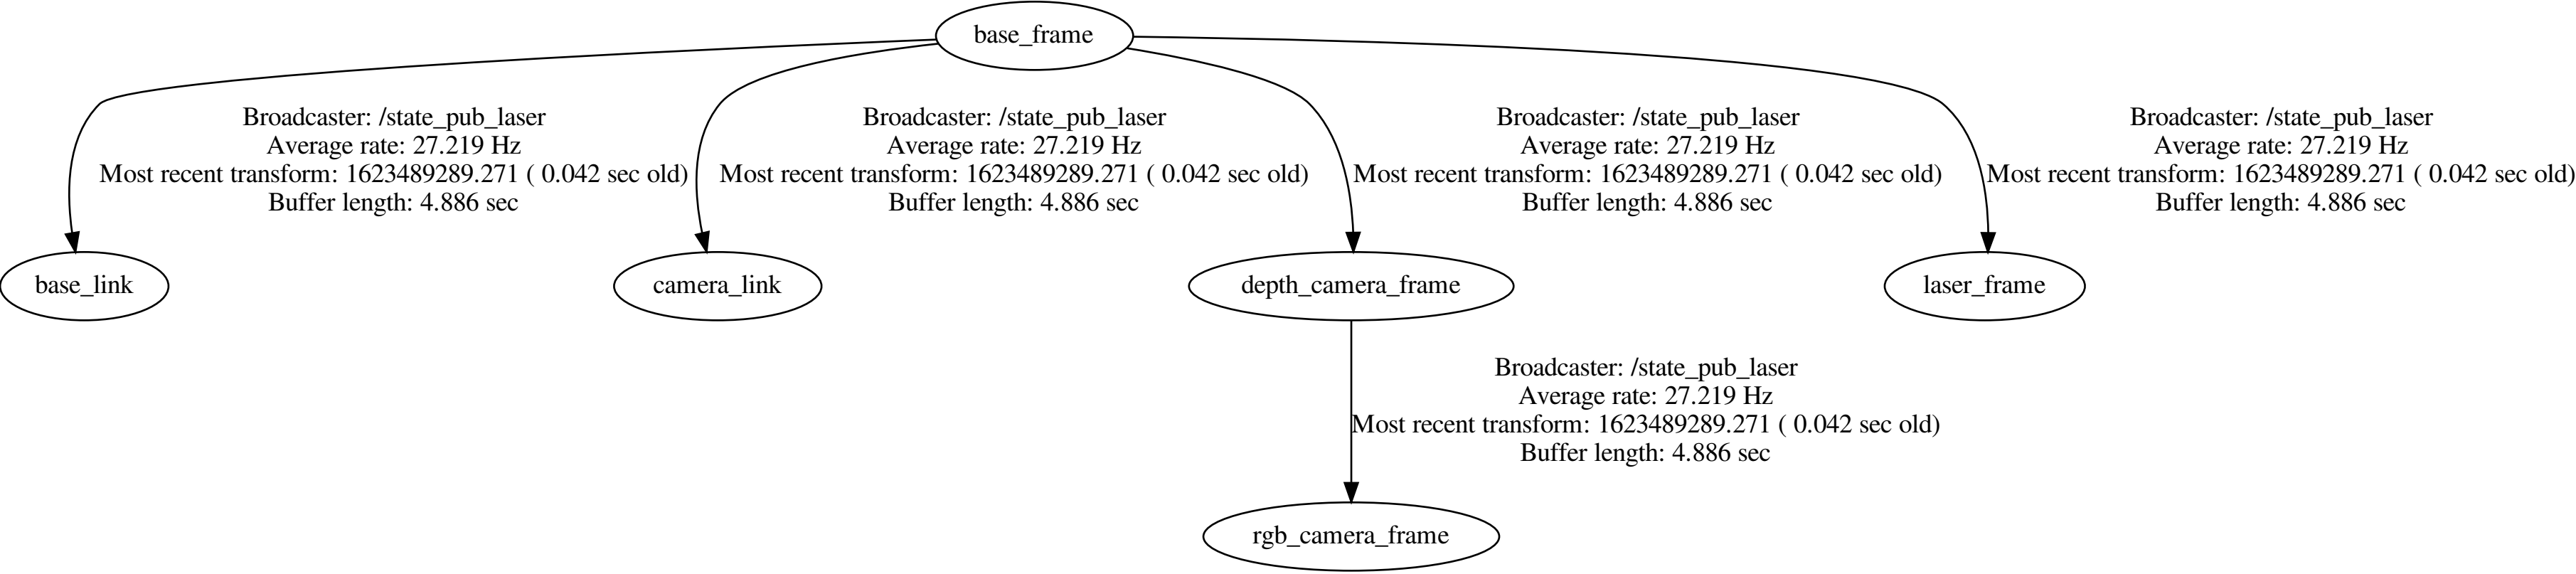 base_frame
Broadcaster: /state_pub_laser
Average rate: 27.219 Hz
Most recent transform: 1623489289.271 ( 0.042 sec old)
Buffer length: 4.886 sec
Broadcaster: /state_pub_laser
Average rate: 27.219 Hz
Most recent transform: 1623489289.271 ( 0.042 sec old)
Buffer length: 4.886 sec
Broadcaster: /state_pub_laser
Average rate: 27.219 Hz
Most recent transform: 1623489289.271 ( 0.042 sec old)
Buffer length: 4.886 sec
Broadcaster: /state_pub_laser
Average rate: 27.219 Hz
Most recent transform: 1623489289.271 ( 0.042 sec old)
Buffer length: 4.886 sec
base_link
camera_link
depth_camera_frame
laser_frame
Broadcaster: /state_pub_laser
Average rate: 27.219 Hz
Most recent transform: 1623489289.271 ( 0.042 sec old)
Buffer length: 4.886 sec
rgb_camera_frame